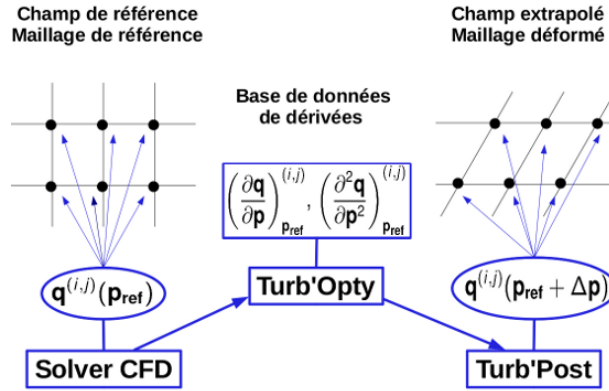 Champ de référence
Maillage de référence
Champ extrapolé
Maillage déformé
Base de données
de dérivées
(∂q/∂p)^(i,j)_pref , (∂²q/∂p²)^(i,j)_pref
q^(i,j)(pref)
Turb'Opty
q^(i,j)(pref + Δp)
Solver CFD
Turb'Post